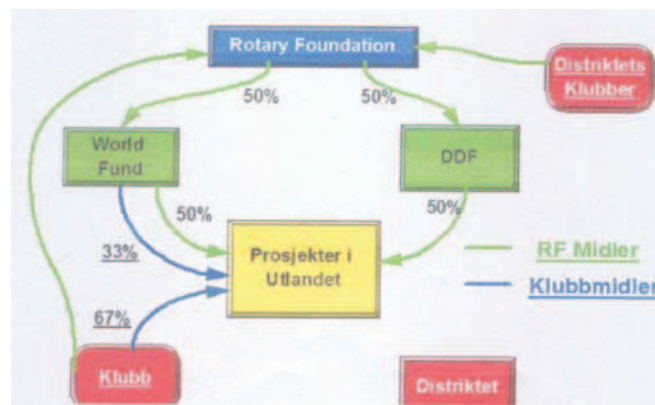 Rotary Foundation
Distriktets
Klubber
50%
50%
World
Fund
DDF
50%
50%
Prosjekter i
Utlandet
33%
RF Midler
Klubbmidler
67%
Klubb
Distriktet